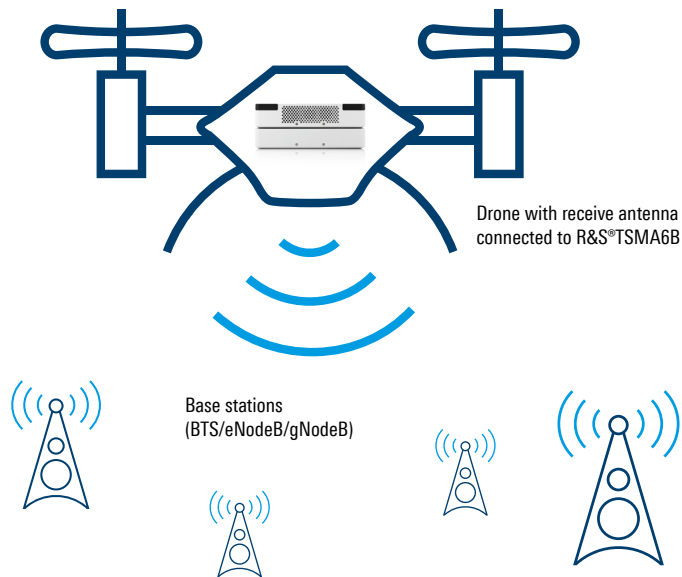 Drone with receive antenna
connected to R&S®TSMA6B
Base stations
(BTS/eNodeB/gNodeB)